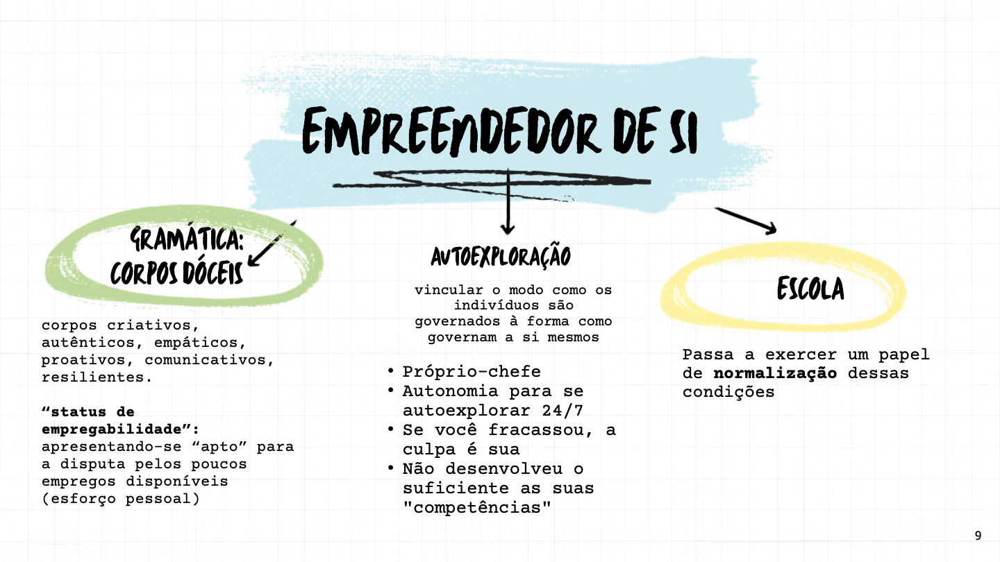 EMPREENDEDOR DE SI
GRAMÁTICA:
CORPOS DÓCEIS
corpos criativos,
autênticos, empáticos,
proativos, comunicativos,
resilientes.
“status de
empregabilidade”:
apresentando-se “apto” para
a disputa pelos poucos
empregos disponíveis
(esforço pessoal)
AUTOEXPLORAÇÃO
vincular o modo como os
indivíduos são
governados à forma como
governam a si mesmos
• Próprio-chefe
• Autonomia para se
autoexplorar 24/7
• Se você fracassou, a
culpa é sua
• Não desenvolveu o
suficiente as suas
"competências"
ESCOLA
Passa a exercer um papel
de normalização dessas
condições
9